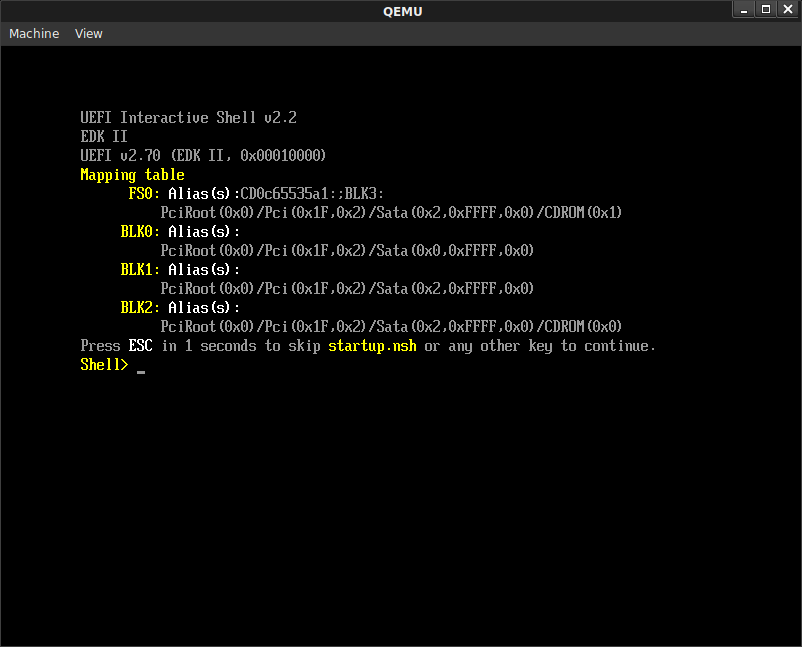 QEMU
Machine View
UEFI Interactive Shell v2.2
EDK II
UEFI v2.70 (EDK II, 0x00010000)
Mapping table
FS0: Alias(s):CD0c65535a1:;BLK3:
PciRoot(0x0)/Pci(0x1F,0x2)/Sata(0x2,0xFFFF,0x0)/CDROM(0x1)
BLK0: Alias(s):
PciRoot(0x0)/Pci(0x1F,0x2)/Sata(0x0,0xFFFF,0x0)
BLK1: Alias(s):
PciRoot(0x0)/Pci(0x1F,0x2)/Sata(0x2,0xFFFF,0x0)
BLK2: Alias(s):
PciRoot(0x0)/Pci(0x1F,0x2)/Sata(0x2,0xFFFF,0x0)/CDROM(0x0)
Press ESC in 1 seconds to skip startup.nsh or any other key to continue.
Shell> _